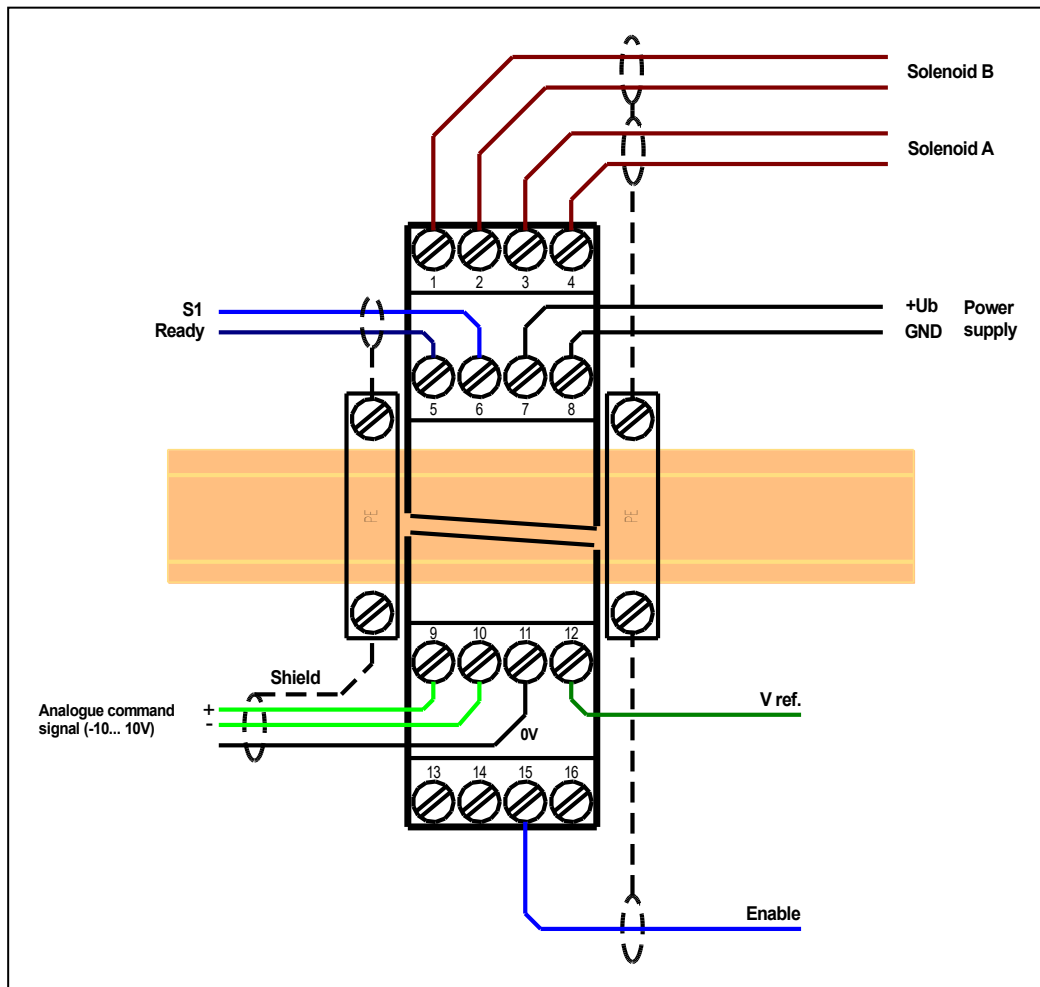 Solenoid B
Solenoid A
1 2 3 4
S1
+Ub Power
Ready
GND supply
5 6 7 8
PE PE
9 10 11 12
Shield
Analogue command +
signal (-10... 10V) -
V ref.
0V
13 14 15 16
Enable